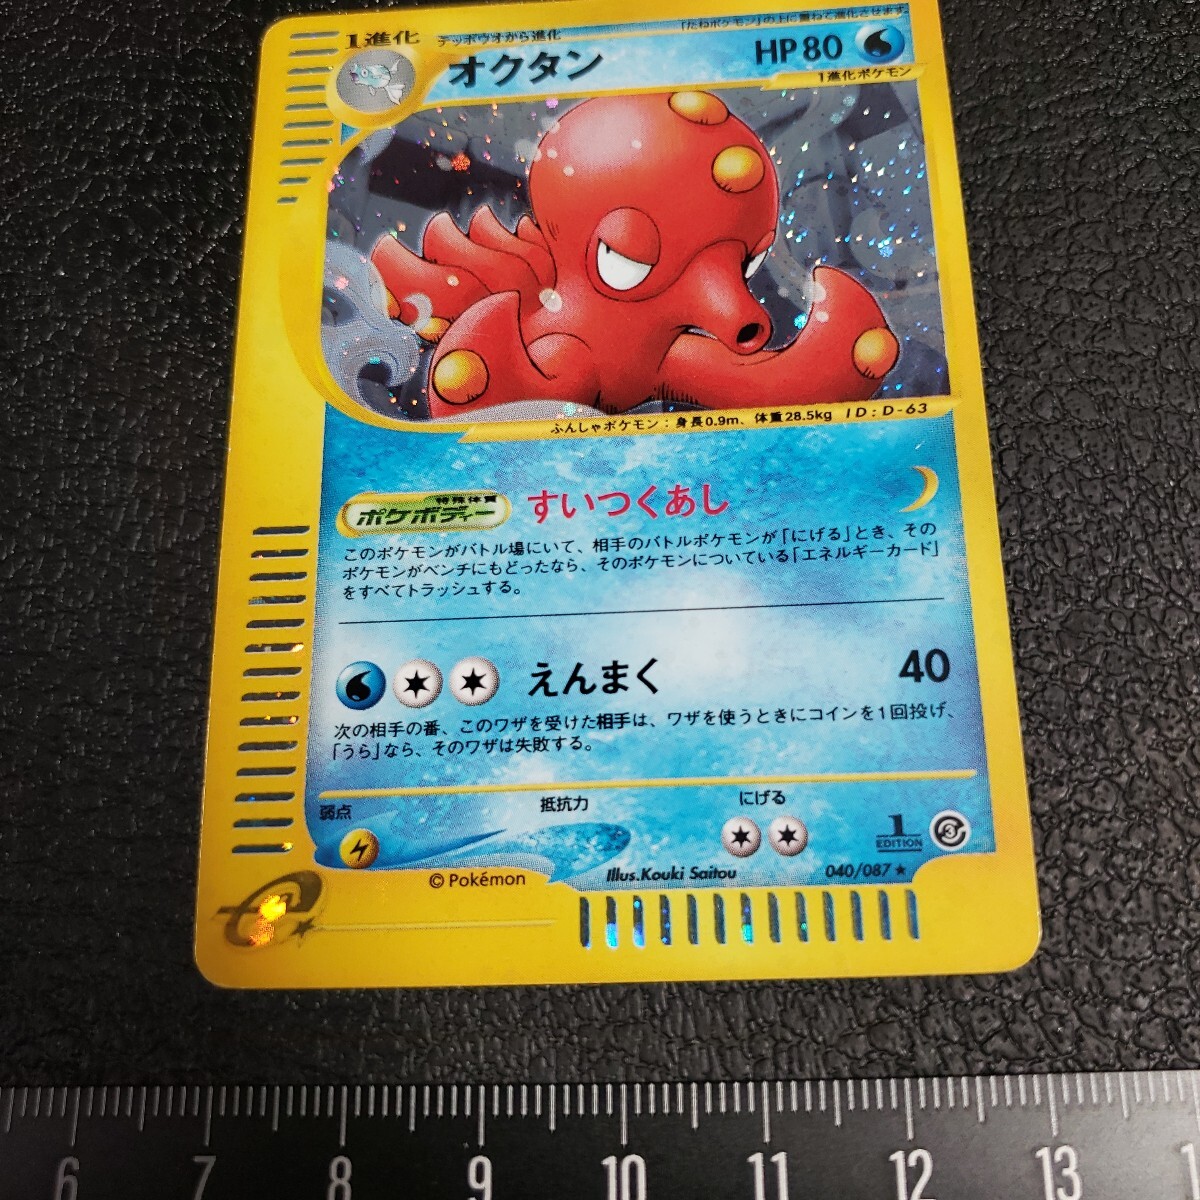 1進化
テッポウオから進化
「たねポケモン」の上に重ねて進化させます
オクタン
HP80
1進化ポケモン
ふんしゃポケモン：身長0.9m、体重28.5kg ID：D-63
特殊体質
ポケボディー
すいつくあし
このポケモンがバトル場にいて、相手のバトルポケモンが「にげる」とき、その
ポケモンがベンチにもどったなら、そのポケモンについている「エネルギーカード」
をすべてトラッシュする。
えんまく
40
次の相手の番、このワザを受けた相手は、ワザを使うときにコインを1回投げ、
「うら」なら、そのワザは失敗する。
弱点
抵抗力
にげる
1
EDITION
3
© Pokémon
Illus.Kouki Saitou
040/087 ★
e
6 7 8 9 10 11 12 13